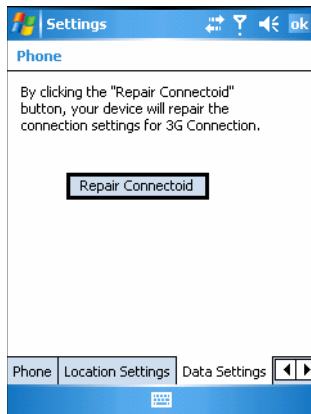 Settings
ok
Phone
By clicking the "Repair Connectoid"
button, your device will repair the
connection settings for 3G Connection.
Repair Connectoid
Phone Location Settings Data Settings